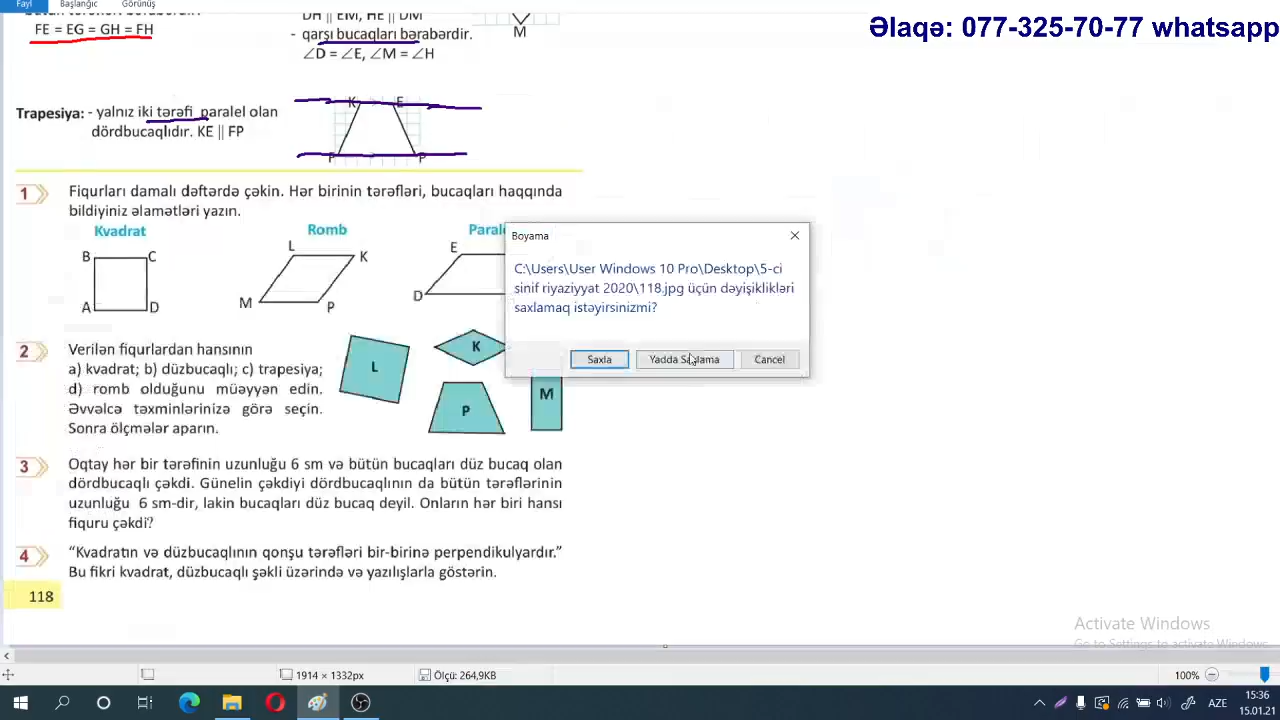 Fayl Başlanğıc Görünüş
Əlaqə: 077-325-70-77 whatsapp
FE = EG = GH = FH
DH || EM, HE || DM
- qarşı bucaqları bərabərdir.
∠D = ∠E, ∠M = ∠H
M
Trapesiya: - yalnız iki tərəfi paralel olan
dördbucaqlıdır. KE || FP
K E
F P
1 Fiqurları damalı dəftərdə çəkin. Hər birinin tərəfləri, bucaqları haqqında
bildiyiniz əlamətləri yazın.
Kvadrat Romb
B C
A D
L K
M P
E
D
2 Verilən fiqurlardan hansının
a) kvadrat; b) düzbucaqlı; c) trapesiya;
d) romb olduğunu müəyyən edin.
Əvvəlcə təxminlərinizə görə seçin.
Sonra ölçmələr aparın.
L K P M
3 Oqtay hər bir tərəfinin uzunluğu 6 sm və bütün bucaqları düz bucaq olan
dördbucaqlı çəkdi. Günelin çəkdiyi dördbucaqlının da bütün tərəflərinin
uzunluğu 6 sm-dir, lakin bucaqları düz bucaq deyil. Onların hər biri hansı
fiquru çəkdi?
4 “Kvadratın və düzbucaqlının qonşu tərəfləri bir-birinə perpendikulyardır.”
Bu fikri kvadrat, düzbucaqlı şəkli üzərində və yazılışlarla göstərin.
118
Boyama
C:\Users\User Windows 10 Pro\Desktop\5-ci
sinif riyaziyyat 2020\118.jpg üçün dəyişiklikləri
saxlamaq istəyirsinizmi?
Saxla Yadda Saxlama Cancel
Activate Windows
Go to Settings to activate Windows.
1914 × 1332px Ölçü: 264,9KB 100%
AZE 15:36
15.01.21